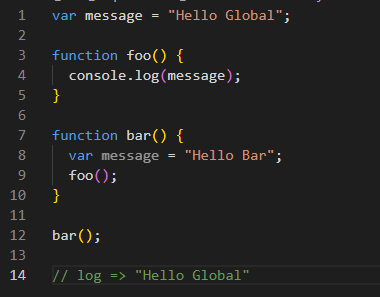 1 var message = "Hello Global";
2
3 function foo() {
4 console.log(message);
5 }
6
7 function bar() {
8 var message = "Hello Bar";
9 foo();
10 }
11
12 bar();
13
14 // log => "Hello Global"